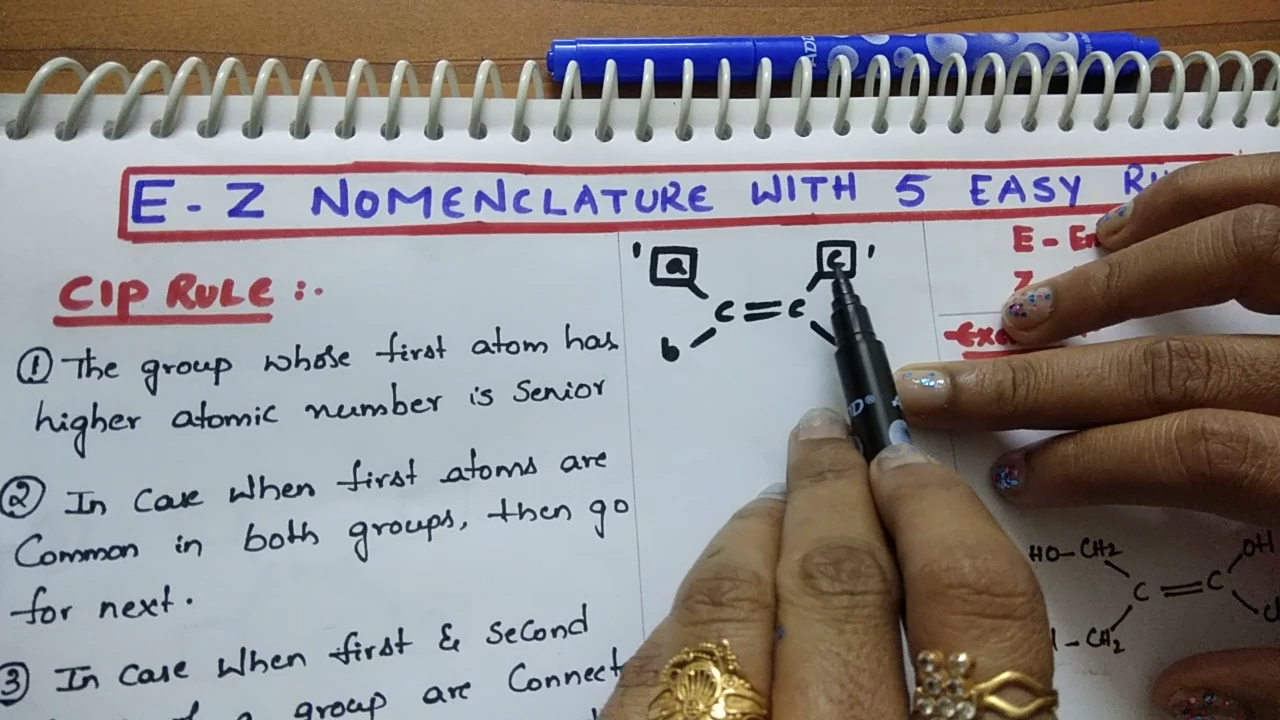 E - Z NOMENCLATURE WITH 5 EASY
CIP RULE :-
① The group whose first atom has
higher atomic number is Senior
② In Case when first atoms are
Common in both groups, then go
for next.
③ In Case when first & second
group are
' a c '
C = C
b
E -
Z
HO-CH2 OH
C = C
-CH2
ADD